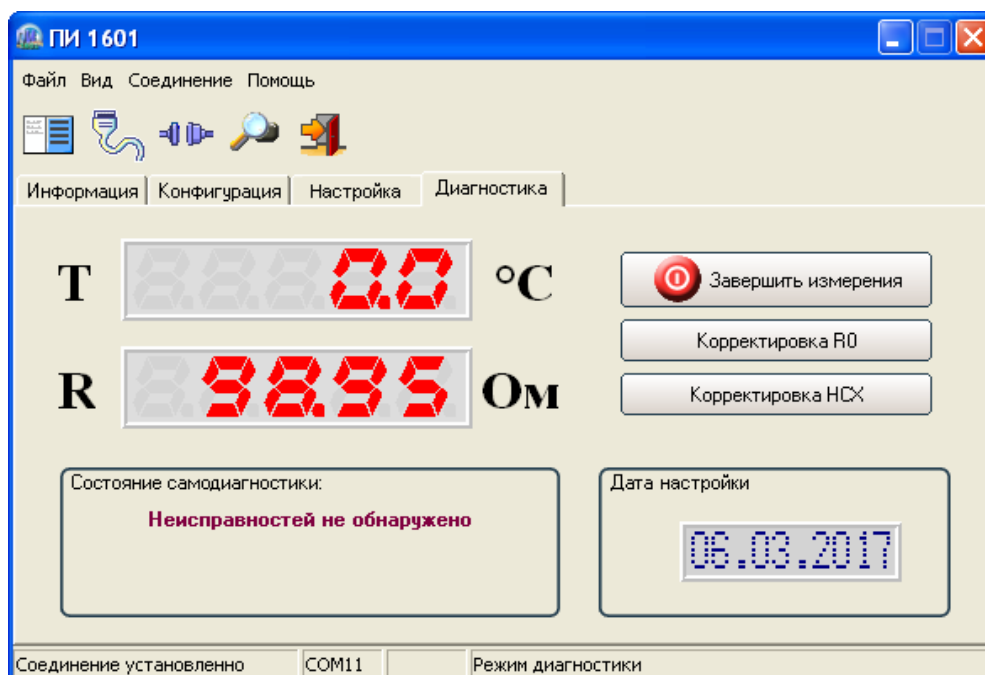 ПИ 1601
Файл Вид Соединение Помощь
Информация Конфигурация Настройка Диагностика
T 0.0 °C
Завершить измерения
Корректировка R0
R 98.95 Ом
Корректировка НСХ
Состояние самодиагностики:
Неисправностей не обнаружено
Дата настройки
06.03.2017
Соединение установленно COM11 Режим диагностики